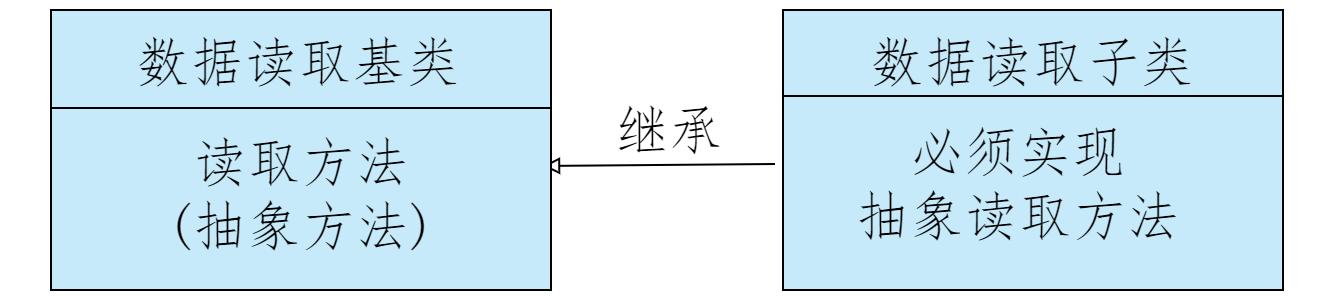 数据读取基类
读取方法
(抽象方法)
继承
数据读取子类
必须实现
抽象读取方法